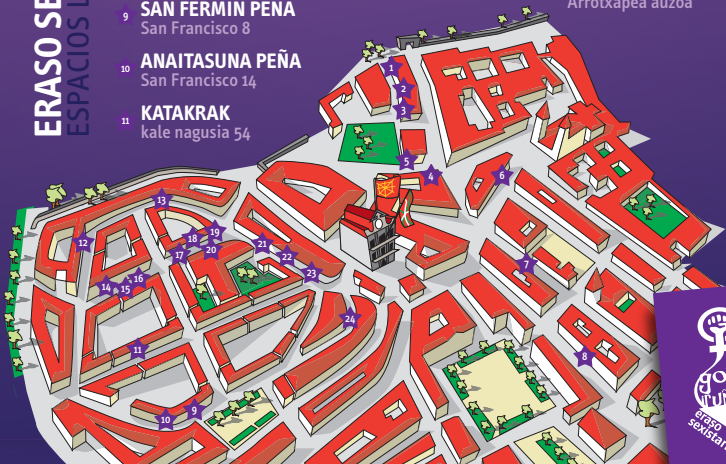 ERASO SE
ESPACIOS L
9 SAN FERMIN PEÑA
San Francisco 8
10 ANAITASUNA PEÑA
San Francisco 14
11 KATAKRAK
kale nagusia 54
Arrotxapea auzoa
1
2
3
5
4
6
13
12
18
19
17
20
21
22
23
14
15
16
7
24
11
8
9
10
eraso
sexistar